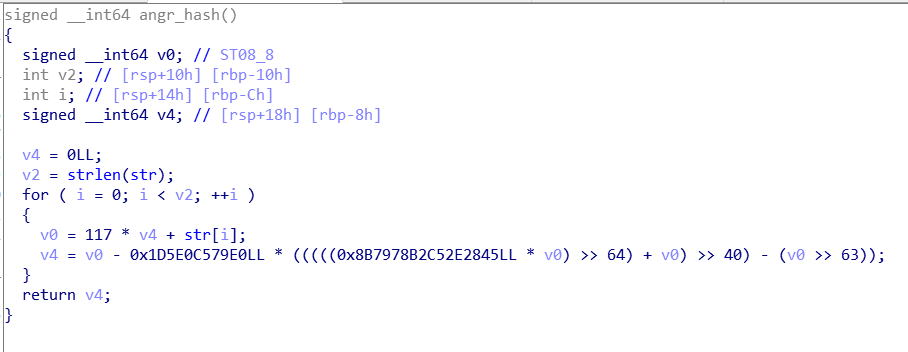 signed __int64 angr_hash()
{
  signed __int64 v0; // ST08_8
  int v2; // [rsp+10h] [rbp-10h]
  int i; // [rsp+14h] [rbp-Ch]
  signed __int64 v4; // [rsp+18h] [rbp-8h]

  v4 = 0LL;
  v2 = strlen(str);
  for ( i = 0; i < v2; ++i )
  {
    v0 = 117 * v4 + str[i];
    v4 = v0 - 0x1D5E0C579E0LL * (((((0x8B7978B2C52E2845LL * v0) >> 64) + v0) >> 40) - (v0 >> 63));
  }
  return v4;
}